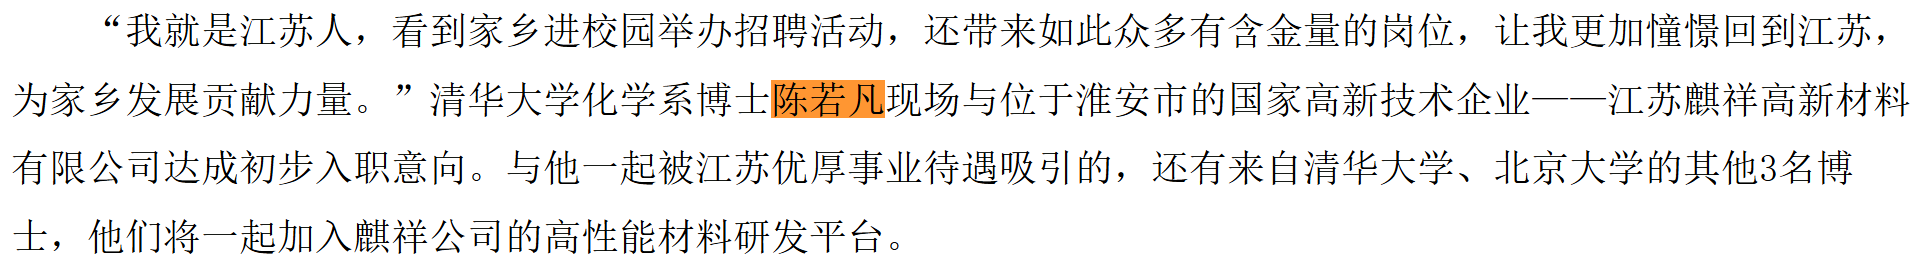 “我就是江苏人，看到家乡进校园举办招聘活动，还带来如此众多有含金量的岗位，让我更加憧憬回到江苏，
为家乡发展贡献力量。”清华大学化学系博士陈若凡现场与位于淮安市的国家高新技术企业——江苏麒祥高新材料
有限公司达成初步入职意向。与他一起被江苏优厚事业待遇吸引的，还有来自清华大学、北京大学的其他3名博
士，他们将一起加入麒祥公司的高性能材料研发平台。